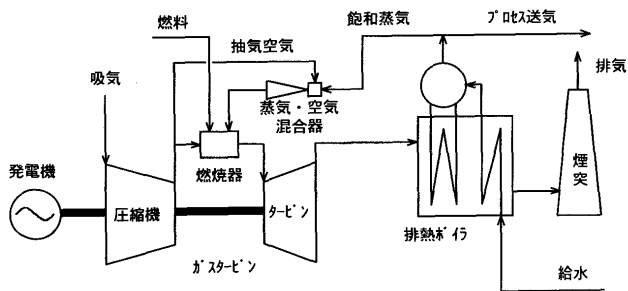 燃料
抽気空気
飽和蒸気
ﾌﾟﾛｾｽ送気
吸気
蒸気・空気
混合器
排気
発電機
圧縮機
燃焼器
ﾀｰﾋﾞﾝ
煙突
ｶﾞｽﾀｰﾋﾞﾝ
排熱ﾎﾞｲﾗ
給水